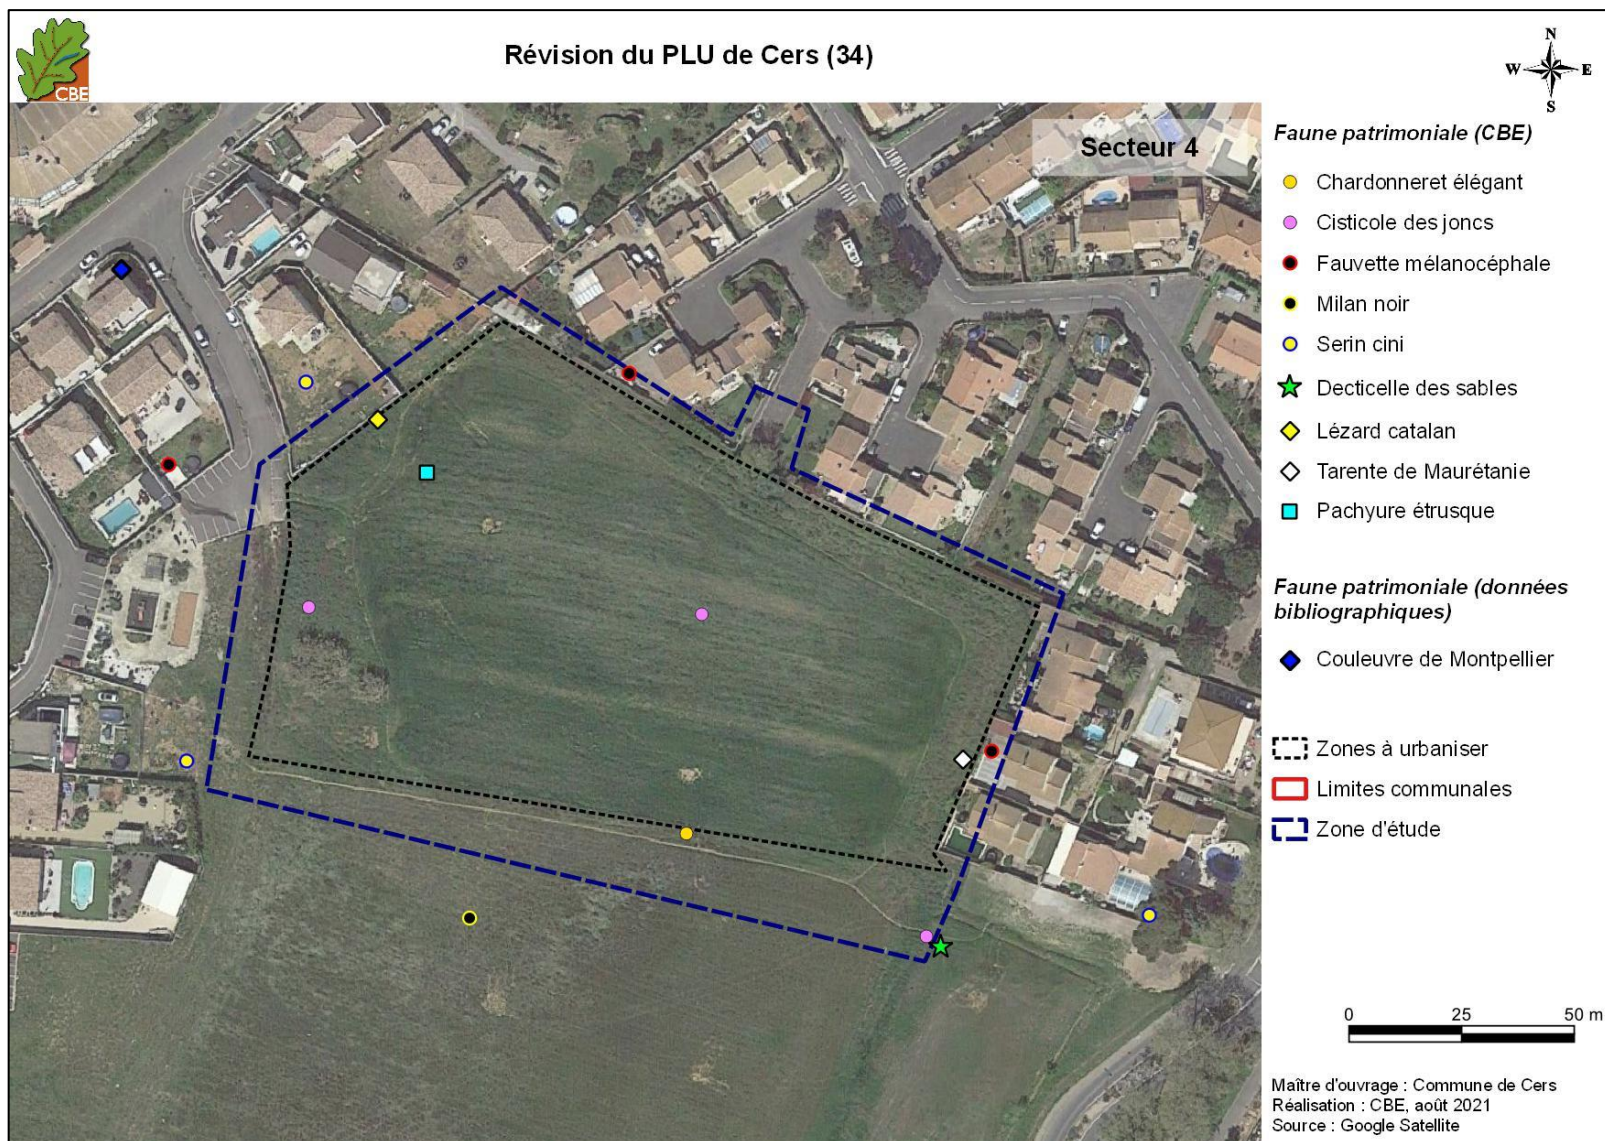 CBE
Révision du PLU de Cers (34)
N
W
E
S
Secteur 4
Faune patrimoniale (CBE)
Chardonneret élégant
Cisticole des joncs
Fauvette mélanocéphale
Milan noir
Serin cini
Decticelle des sables
Lézard catalan
Tarente de Maurétanie
Pachyure étrusque
Faune patrimoniale (données
bibliographiques)
Couleuvre de Montpellier
Zones à urbaniser
Limites communales
Zone d'étude
0 25 50 m
Maître d'ouvrage : Commune de Cers
Réalisation : CBE, août 2021
Source : Google Satellite